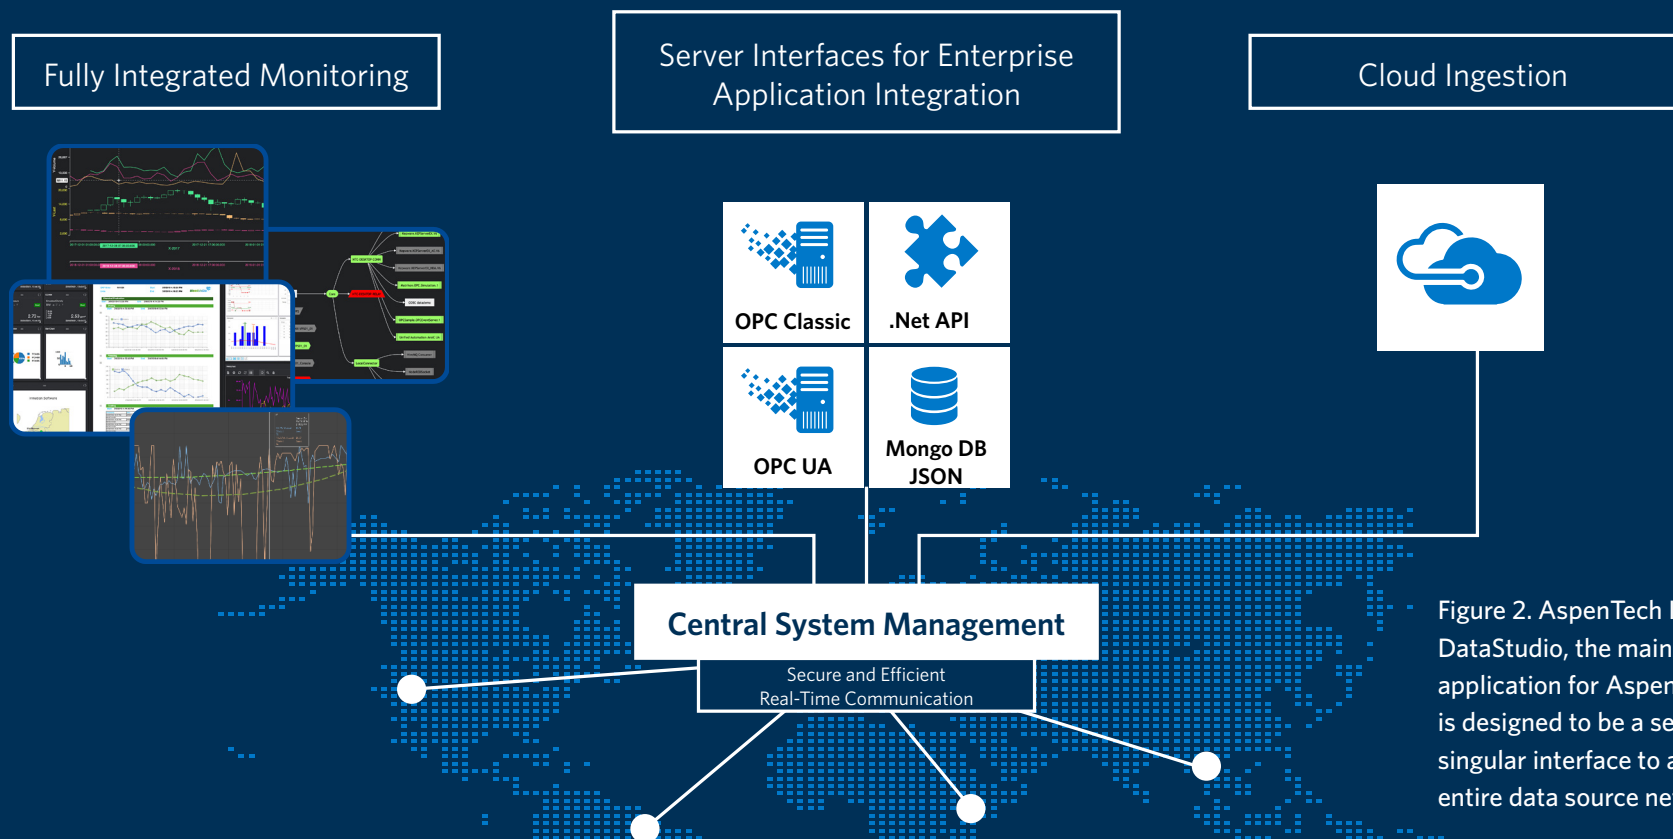 Fully Integrated Monitoring
Server Interfaces for Enterprise
Application Integration
Cloud Ingestion
OPC Classic
.Net API
OPC UA
Mongo DB
JSON
Central System Management
Secure and Efficient
Real-Time Communication
Figure 2. AspenTech
DataStudio, the main
application for Aspen
is designed to be a se
singular interface to a
entire data source ne